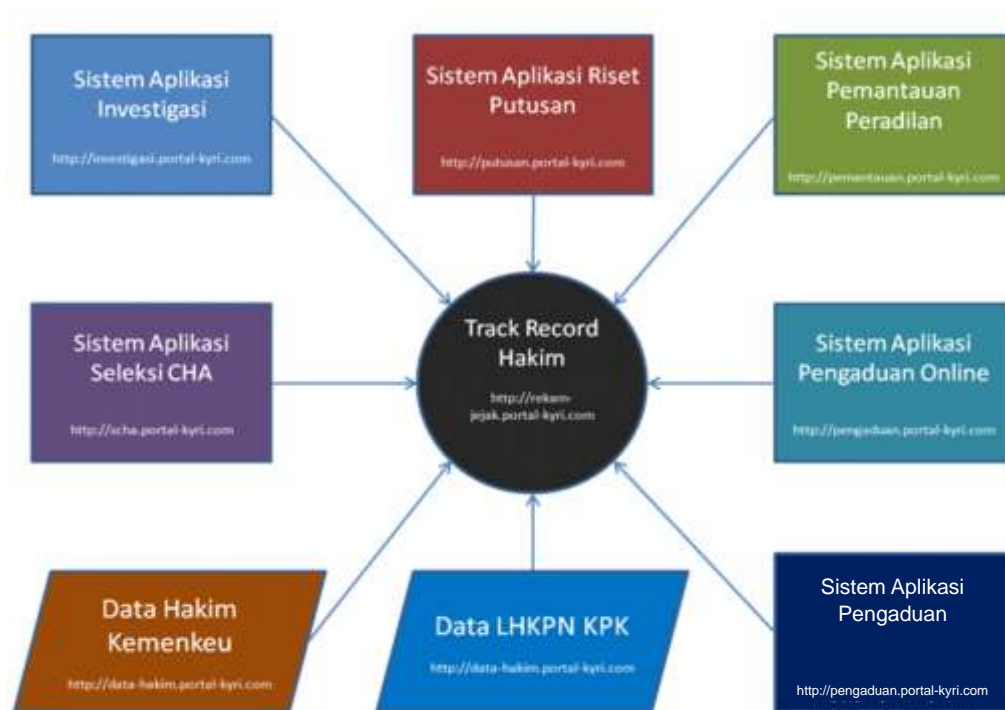 Sistem Aplikasi
Investigasi
http://investigasi.portal-kyri.com
Sistem Aplikasi Riset
Putusan
http://putusan.portal-kyri.com
Sistem Aplikasi
Pemantauan
Peradilan
http://pemantauan.portal-kyri.com
Sistem Aplikasi
Seleksi CHA
http://scha.portal-kyri.com
Track Record
Hakim
http://rekam-
jejak.portal-kyri.com
Sistem Aplikasi
Pengaduan Online
http://pengaduan.portal-kyri.com
Data Hakim
Kemenkeu
http://data-hakim.portal-kyri.com
Data LHKPN KPK
http://data-hakim.portal-kyri.com
Sistem Aplikasi
Pengaduan
http://pengaduan.portal-kyri.com